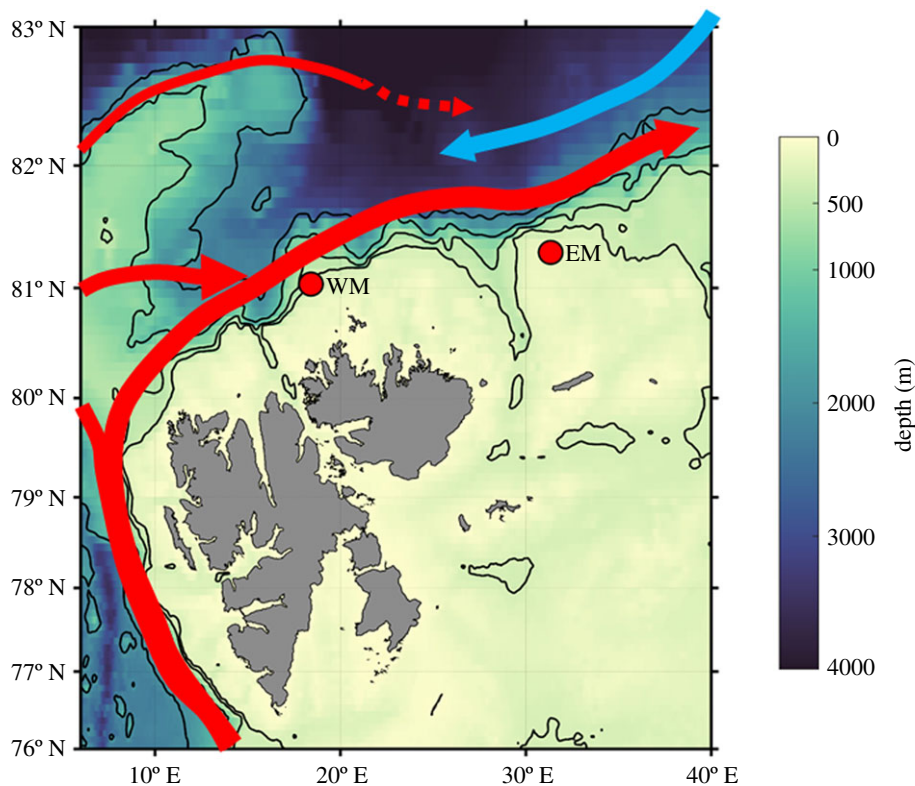 83º N
82º N
81º N
80º N
79º N
78º N
77º N
76º N
10º E
20º E
30º E
40º E
WM
EM
0
500
1000
2000
3000
4000
depth (m)